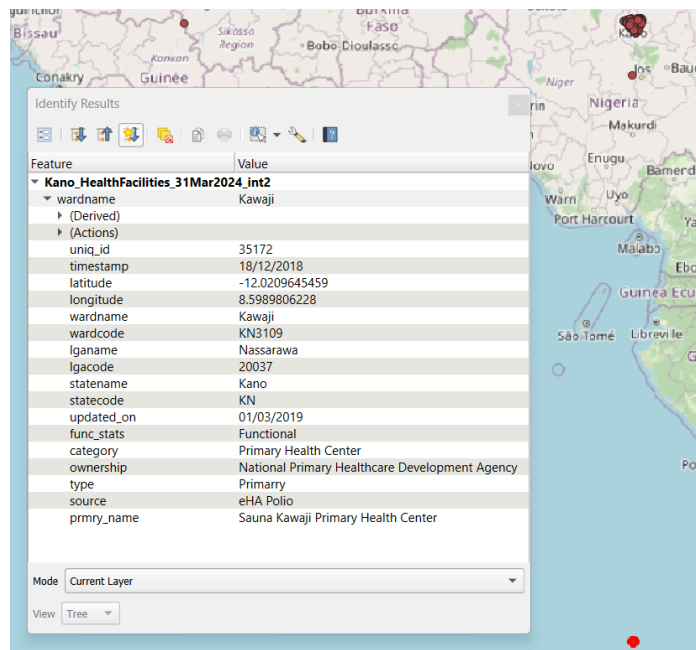 Bissau
Sikasso
Region
Faso
Bobo-Dioulasso
Kankan
Conakry
Guinée
Jos
Niger
Nigeria
Makurdi
Enugu
Bamend
Warri
Uyo
Port Harcourt
Malabo
Guinea Ecu
São Tomé
Libreville
Identify Results
Feature Value
Kano_HealthFacilities_31Mar2024_int2
wardname Kawaji
(Derived)
(Actions)
uniq_id 35172
timestamp 18/12/2018
latitude -12.0209645459
longitude 8.5989806228
wardname Kawaji
wardcode KN3109
lganame Nassarawa
lgacode 20037
statename Kano
statecode KN
updated_on 01/03/2019
func_stats Functional
category Primary Health Center
ownership National Primary Healthcare Development Agency
type Primarry
source eHA Polio
prmry_name Sauna Kawaji Primary Health Center
Mode Current Layer
View Tree